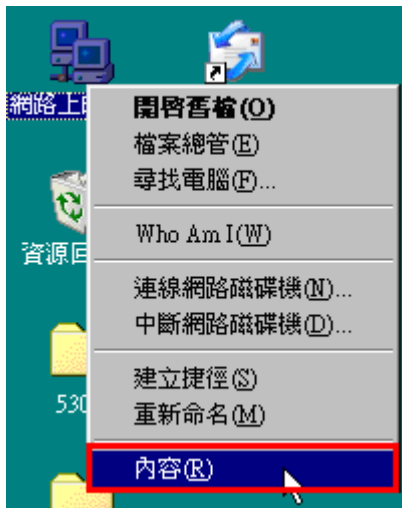 網路上的
開啓舊檔(O)
檔案總管(E)
尋找電腦(F)...
Who Am I(W)
資源回
連線網路磁碟機(N)...
中斷網路磁碟機(D)...
建立捷徑(S)
530
重新命名(M)
內容(R)